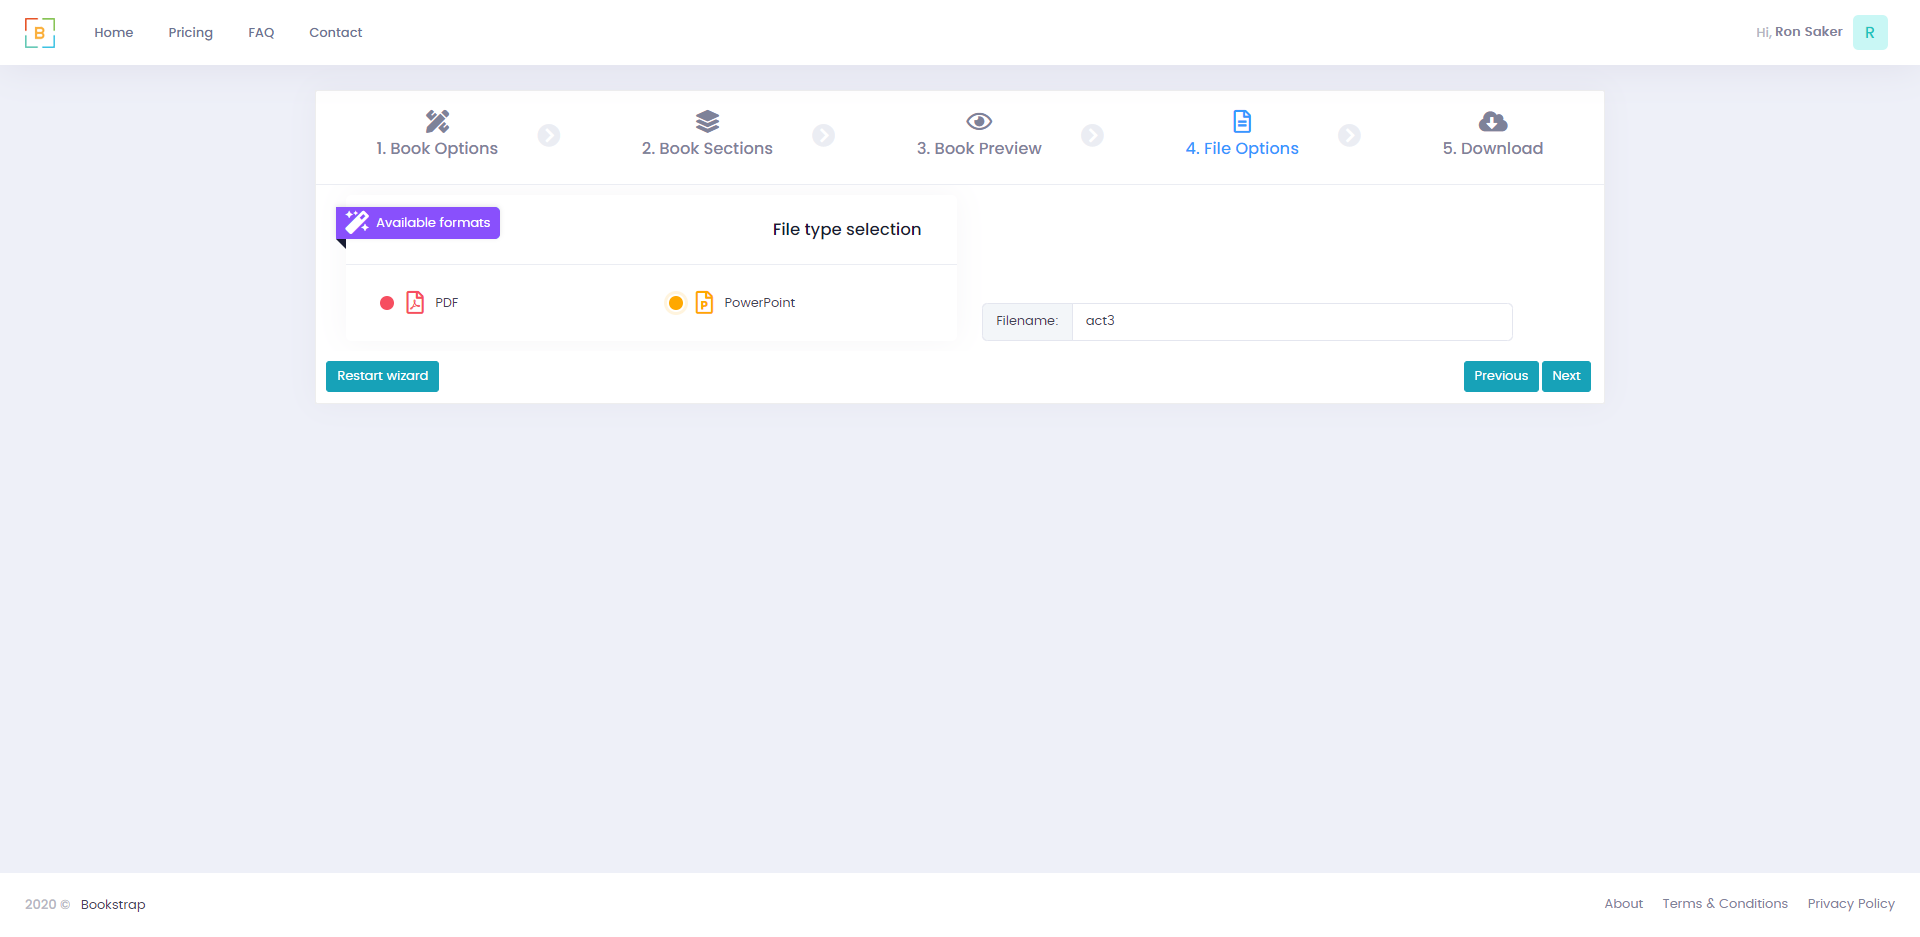 B Home Pricing FAQ Contact Hi, Ron Saker R
1. Book Options 2. Book Sections 3. Book Preview 4. File Options 5. Download
Available formats
File type selection
PDF P PowerPoint
Filename: act3
Restart wizard Previous Next
2020 © Bookstrap About Terms & Conditions Privacy Policy